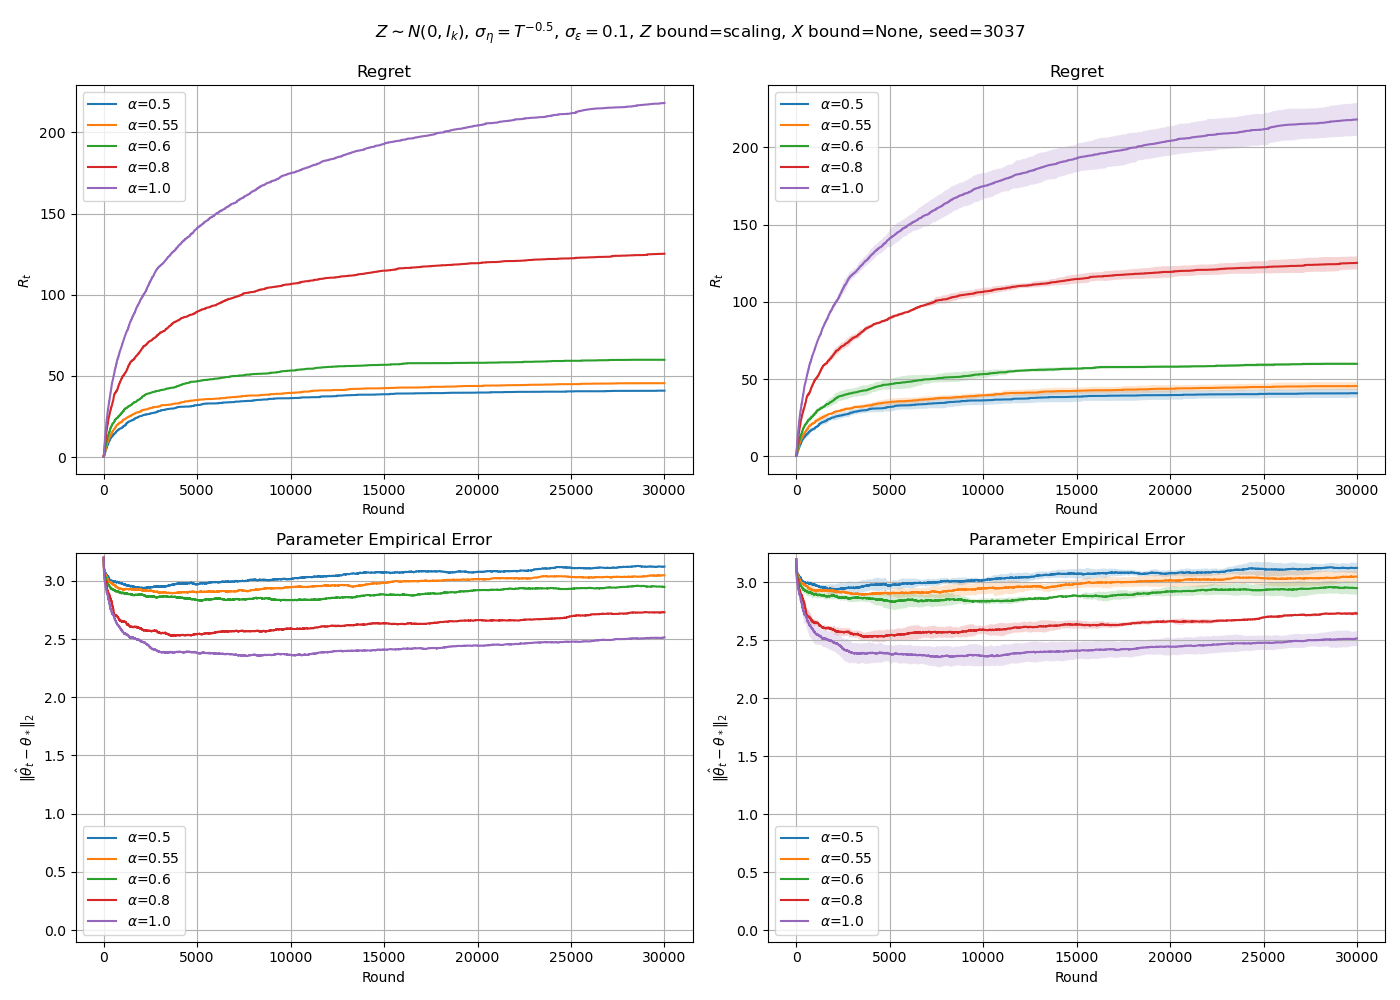 Z ~ N(0, I_k), σ_η = T^{-0.5}, σ_ε = 0.1, Z bound=scaling, X bound=None, seed=3037
Regret
R_t
200
150
100
50
0
α=0.5
α=0.55
α=0.6
α=0.8
α=1.0
0 5000 10000 15000 20000 25000 30000
Round
Regret
R_t
200
150
100
50
0
α=0.5
α=0.55
α=0.6
α=0.8
α=1.0
0 5000 10000 15000 20000 25000 30000
Round
Parameter Empirical Error
‖θ̂_t − θ_*‖_2
3.0
2.5
2.0
1.5
1.0
0.5
0.0
α=0.5
α=0.55
α=0.6
α=0.8
α=1.0
0 5000 10000 15000 20000 25000 30000
Round
Parameter Empirical Error
‖θ̂_t − θ_*‖_2
3.0
2.5
2.0
1.5
1.0
0.5
0.0
α=0.5
α=0.55
α=0.6
α=0.8
α=1.0
0 5000 10000 15000 20000 25000 30000
Round